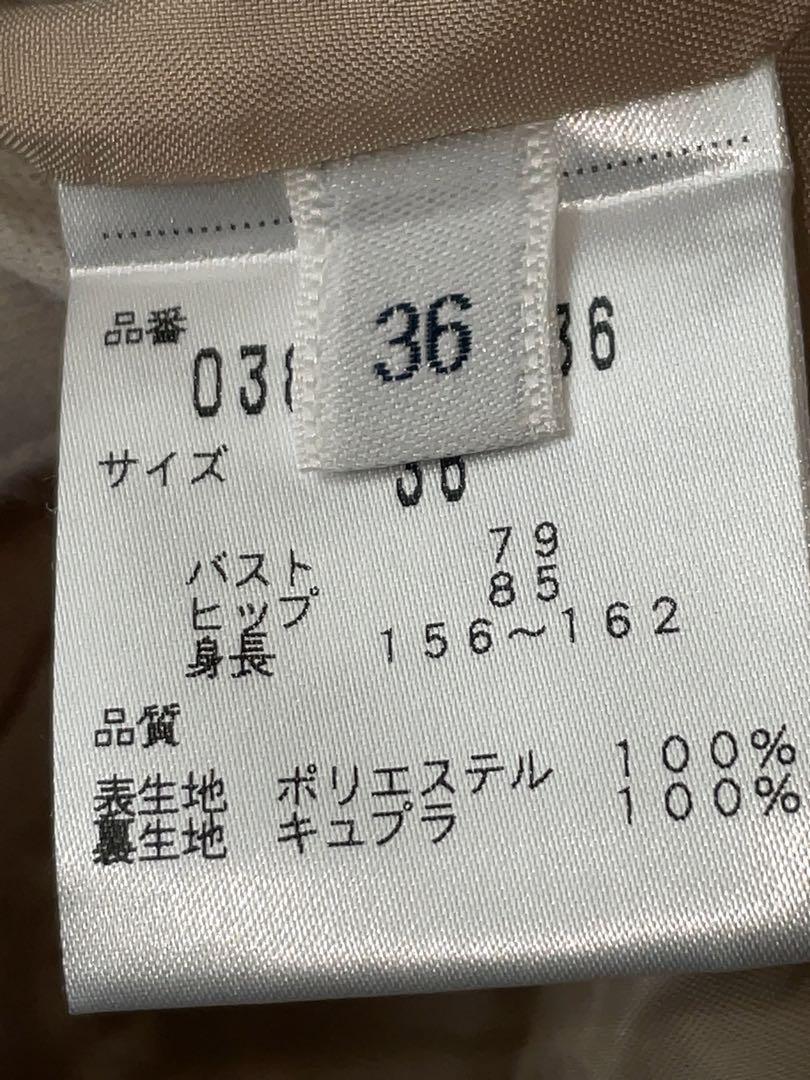 36
品番
サイズ 36
バスト 79
ヒップ 85
身長 156～162
品質
表生地 ポリエステル 100%
裏生地 キュプラ 100%